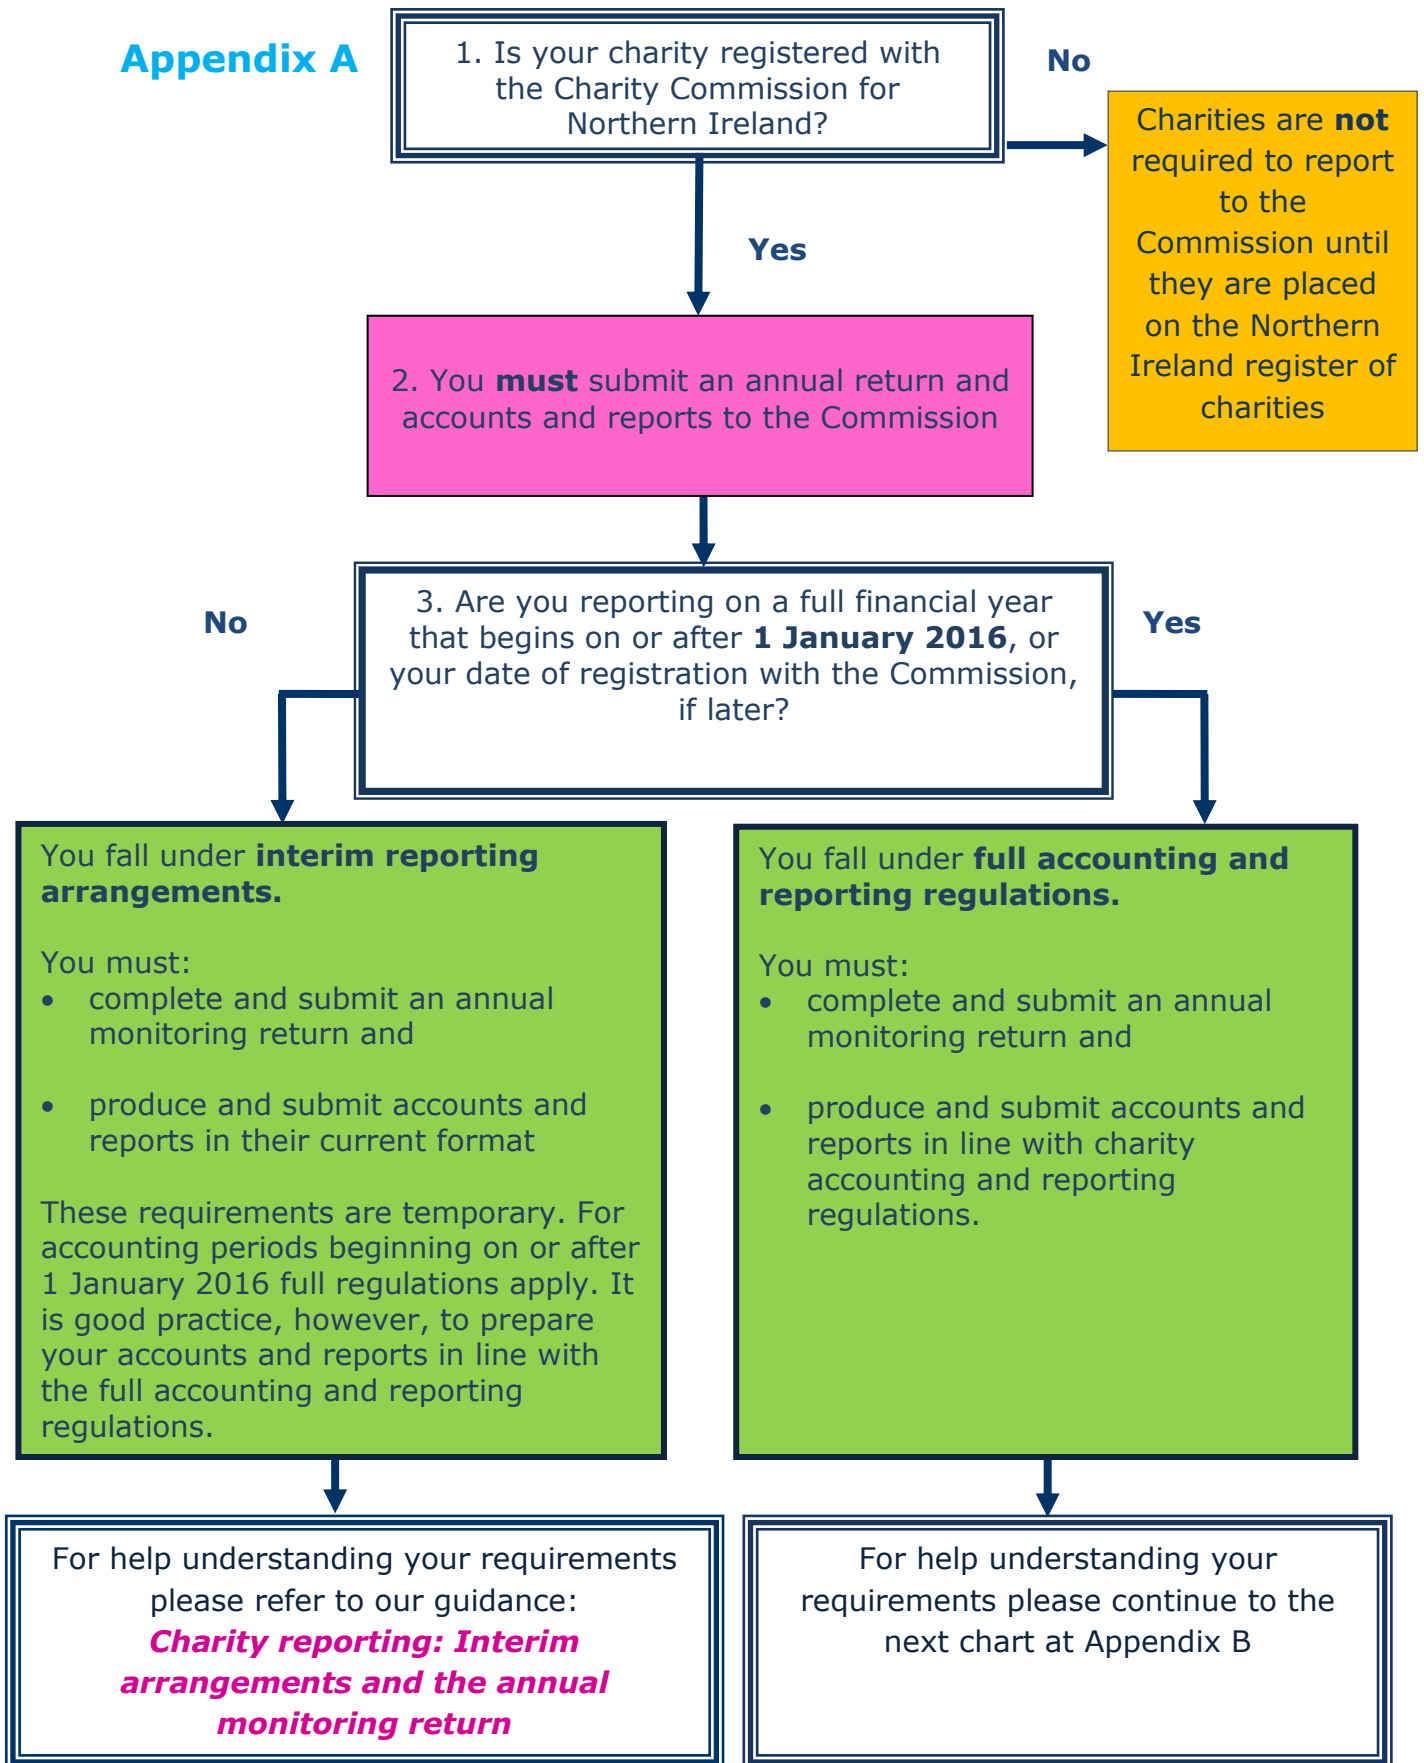 Appendix A
1. Is your charity registered with
the Charity Commission for
Northern Ireland?
No
Charities are not
required to report
to the
Commission until
they are placed
on the Northern
Ireland register of
charities
Yes
2. You must submit an annual return and
accounts and reports to the Commission
No
3. Are you reporting on a full financial year
that begins on or after 1 January 2016, or
your date of registration with the Commission,
if later?
Yes
You fall under interim reporting
arrangements.
You must:
• complete and submit an annual
monitoring return and
• produce and submit accounts and
reports in their current format
These requirements are temporary. For
accounting periods beginning on or after
1 January 2016 full regulations apply. It
is good practice, however, to prepare
your accounts and reports in line with
the full accounting and reporting
regulations.
You fall under full accounting and
reporting regulations.
You must:
• complete and submit an annual
monitoring return and
• produce and submit accounts and
reports in line with charity
accounting and reporting
regulations.
For help understanding your requirements
please refer to our guidance:
Charity reporting: Interim
arrangements and the annual
monitoring return
For help understanding your
requirements please continue to the
next chart at Appendix B